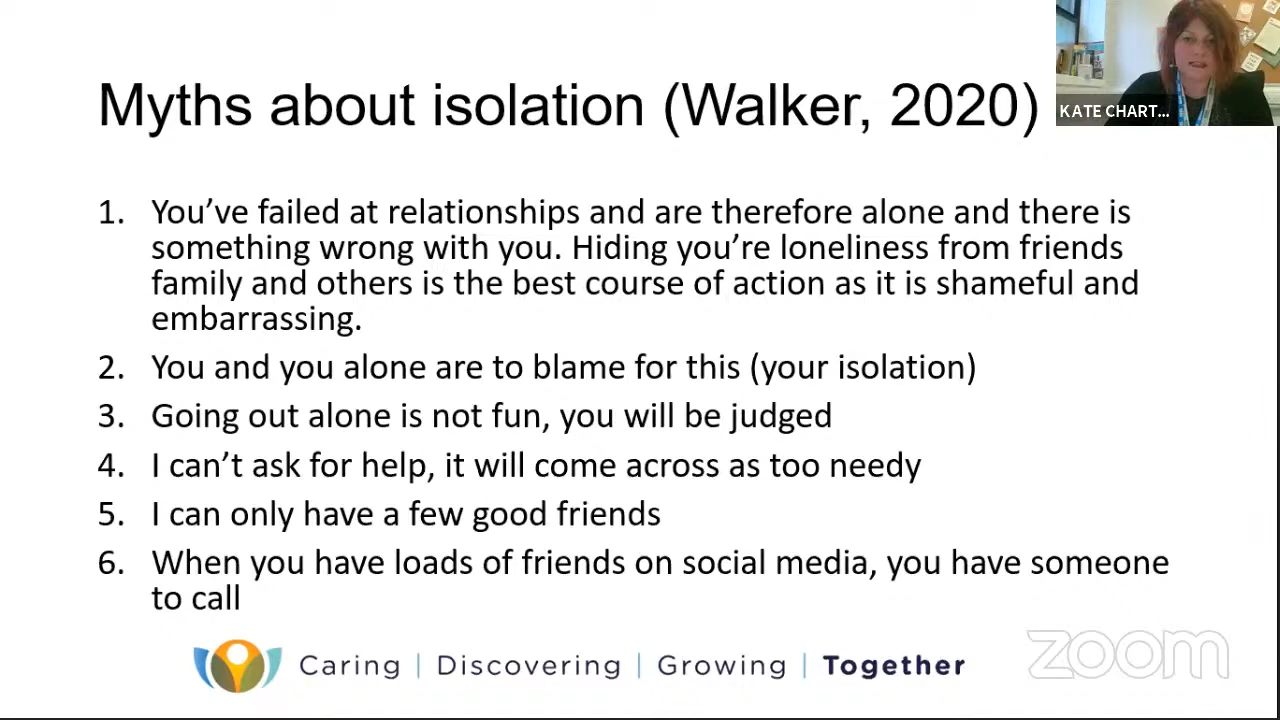 Myths about isolation (Walker, 2020)
KATE CHART...
1. You’ve failed at relationships and are therefore alone and there is
something wrong with you. Hiding you’re loneliness from friends
family and others is the best course of action as it is shameful and
embarrassing.
2. You and you alone are to blame for this (your isolation)
3. Going out alone is not fun, you will be judged
4. I can’t ask for help, it will come across as too needy
5. I can only have a few good friends
6. When you have loads of friends on social media, you have someone
to call
Caring | Discovering | Growing | Together
zoom